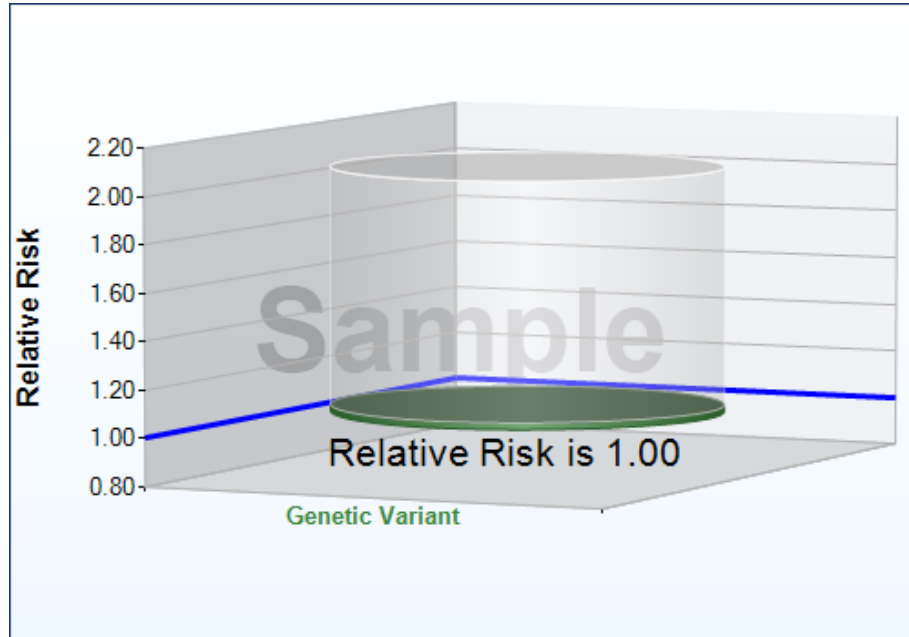 2.20
2.00
1.80
1.60
1.40
1.20
1.00
0.80
Relative Risk
Sample
Relative Risk is 1.00
Genetic Variant